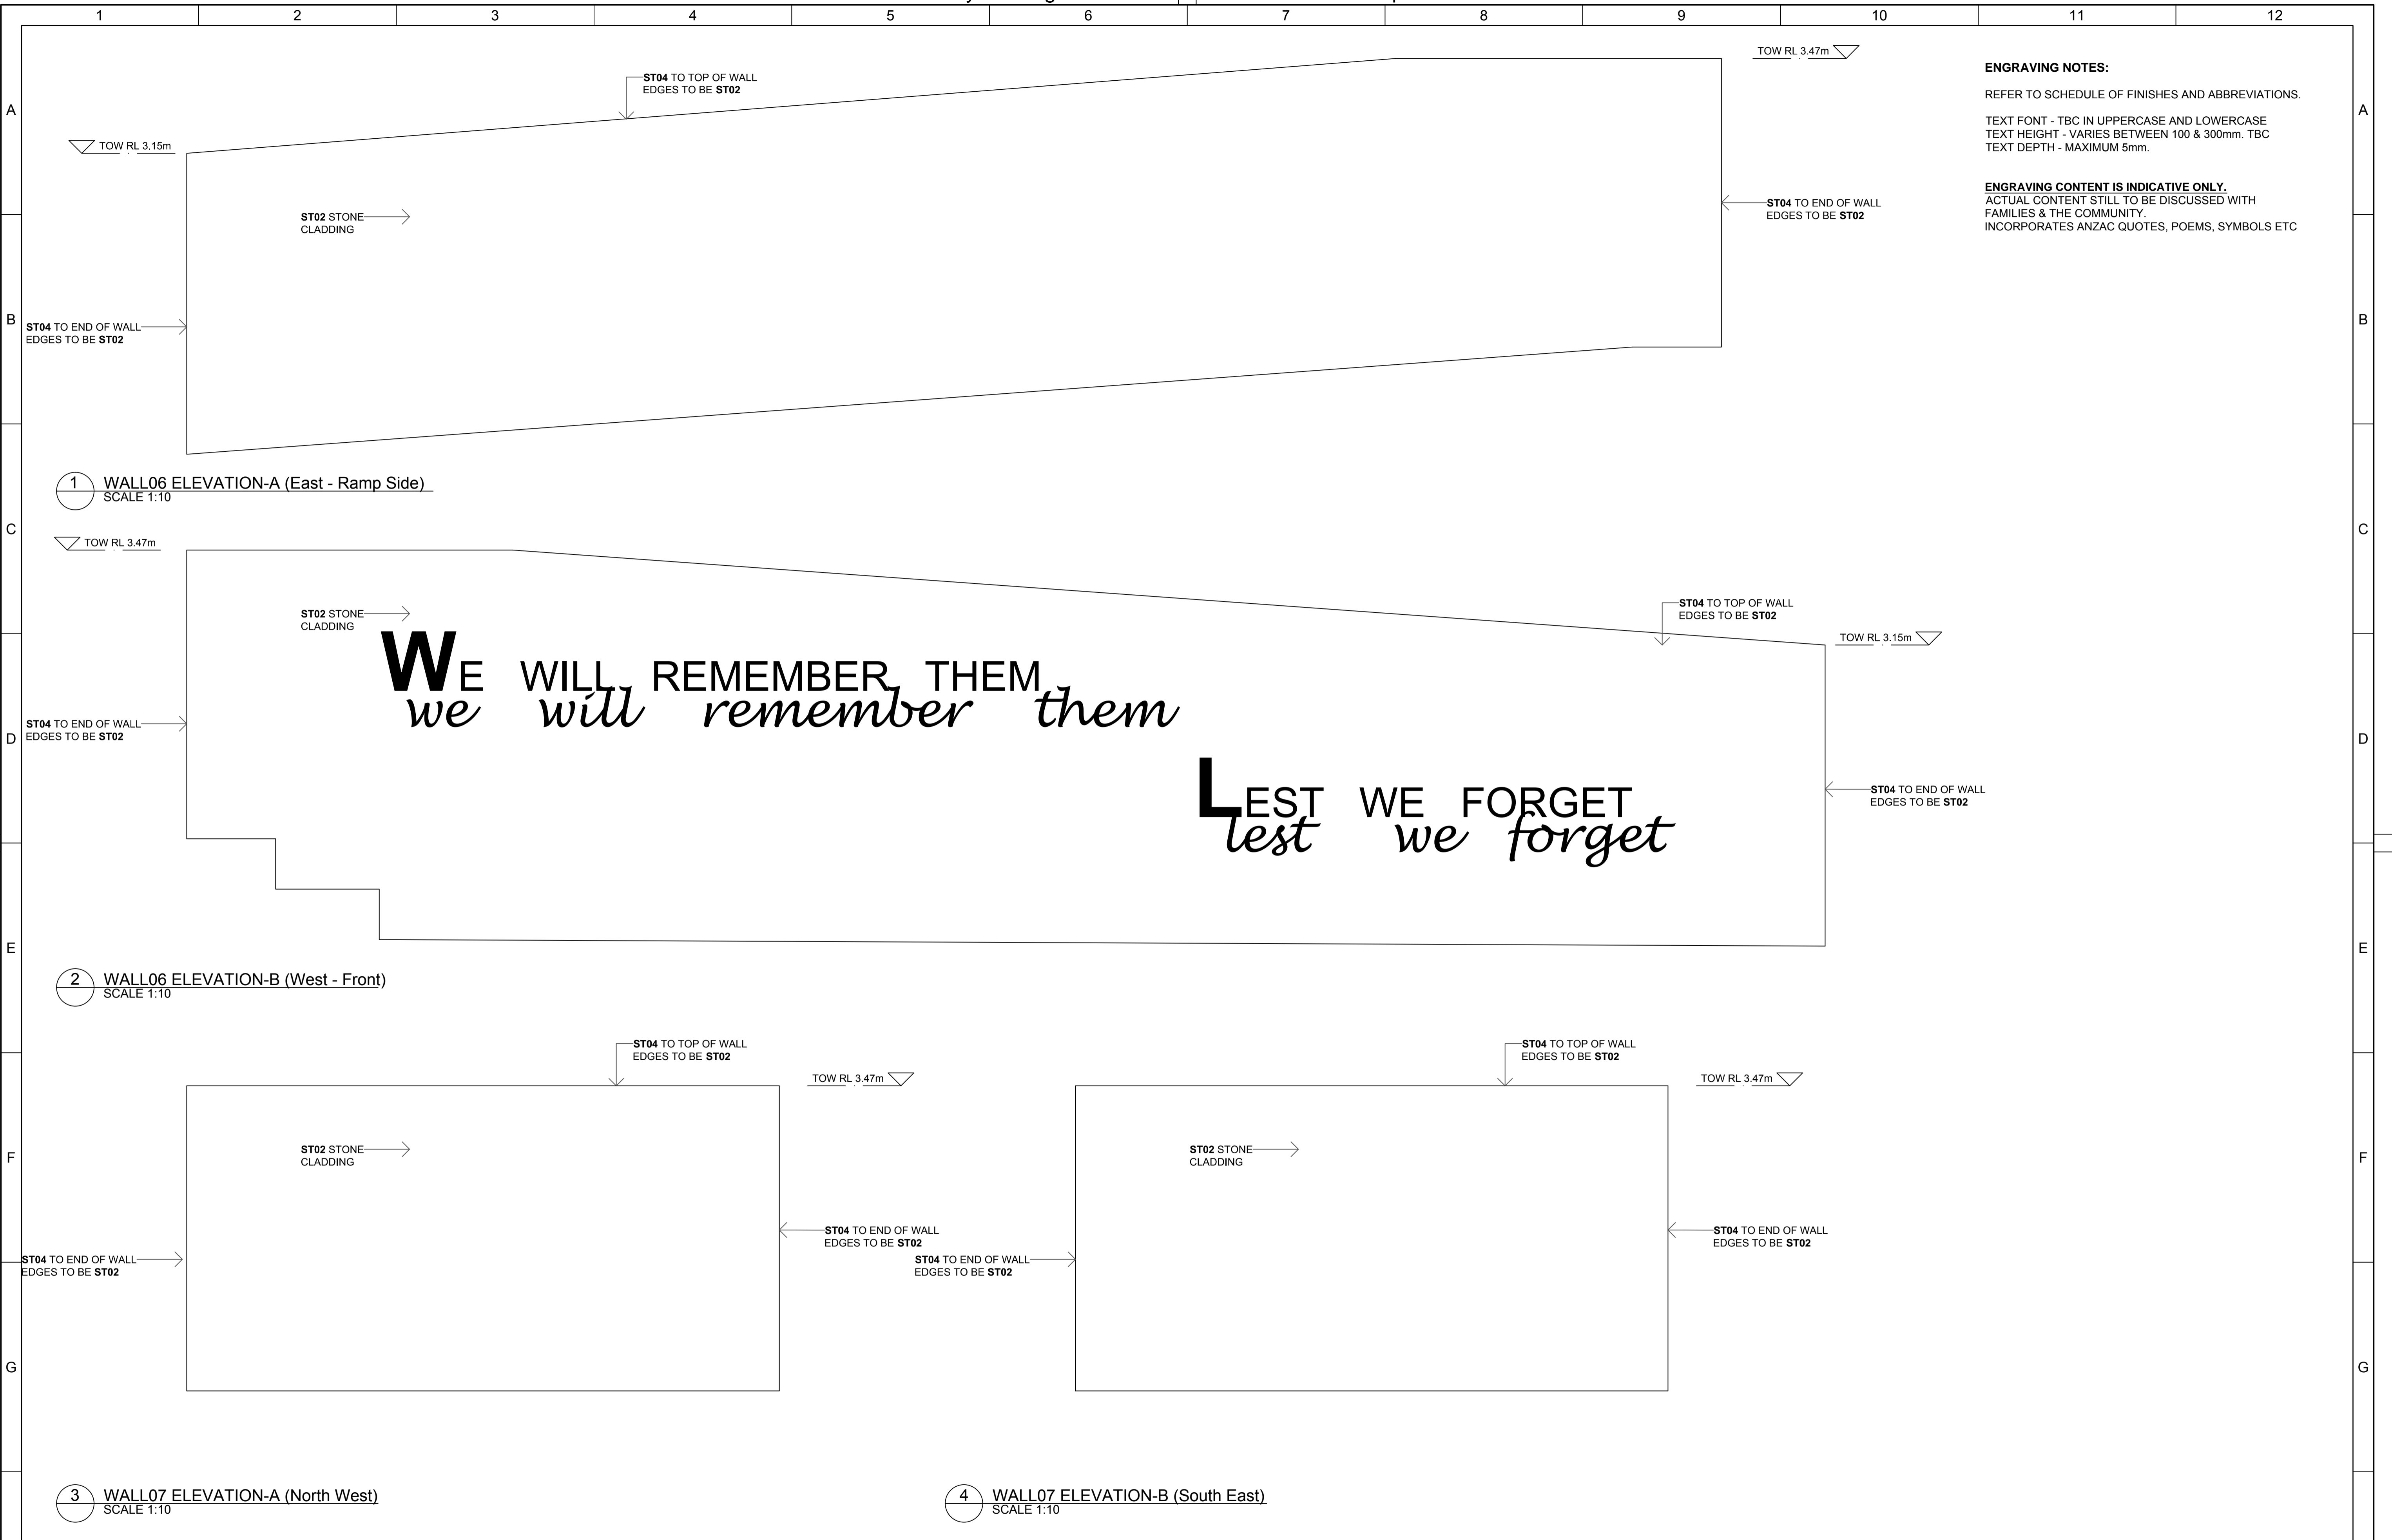 1 2 3 4 5 6 7 8 9 10 11 12
A A
TOW RL 3.47m
ST04 TO TOP OF WALL
EDGES TO BE ST02
TOW RL 3.15m
ST02 STONE
CLADDING
ST04 TO END OF WALL
EDGES TO BE ST02
B B
ST04 TO END OF WALL
EDGES TO BE ST02
ENGRAVING NOTES:
REFER TO SCHEDULE OF FINISHES AND ABBREVIATIONS.
TEXT FONT - TBC IN UPPERCASE AND LOWERCASE
TEXT HEIGHT - VARIES BETWEEN 100 & 300mm. TBC
TEXT DEPTH - MAXIMUM 5mm.
ENGRAVING CONTENT IS INDICATIVE ONLY.
ACTUAL CONTENT STILL TO BE DISCUSSED WITH
FAMILIES & THE COMMUNITY.
INCORPORATES ANZAC QUOTES, POEMS, SYMBOLS ETC
1 WALL06 ELEVATION-A (East - Ramp Side)
SCALE 1:10
C C
TOW RL 3.47m
ST02 STONE
CLADDING
ST04 TO TOP OF WALL
EDGES TO BE ST02
TOW RL 3.15m
WE WILL REMEMBER THEM
we will remember them
ST04 TO END OF WALL
EDGES TO BE ST02
D D
LEST WE FORGET
lest we forget
ST04 TO END OF WALL
EDGES TO BE ST02
E E
2 WALL06 ELEVATION-B (West - Front)
SCALE 1:10
ST04 TO TOP OF WALL
EDGES TO BE ST02
TOW RL 3.47m
ST02 STONE
CLADDING
F F
ST04 TO END OF WALL
EDGES TO BE ST02
ST04 TO END OF WALL
EDGES TO BE ST02
ST04 TO TOP OF WALL
EDGES TO BE ST02
TOW RL 3.47m
ST02 STONE
CLADDING
ST04 TO END OF WALL
EDGES TO BE ST02
ST04 TO END OF WALL
EDGES TO BE ST02
G G
3 WALL07 ELEVATION-A (North West)
SCALE 1:10
4 WALL07 ELEVATION-B (South East)
SCALE 1:10